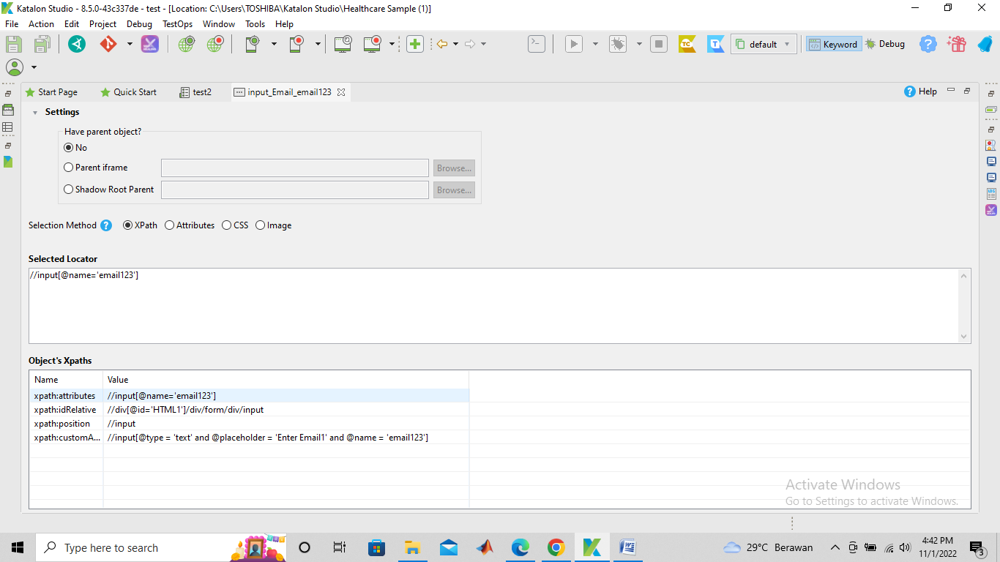 Katalon Studio - 8.5.0-43c337de - test - [Location: C:\Users\TOSHIBA\Katalon Studio\Healthcare Sample (1)]
File Action Edit Project Debug TestOps Window Tools Help
default Keyword Debug
Start Page Quick Start test2 input_Email_email123 Help
Settings
Have parent object?
No
Parent iframe Browse...
Shadow Root Parent Browse...
Selection Method ? XPath Attributes CSS Image
Selected Locator
//input[@name='email123']
Object's Xpaths
Name Value
xpath:attributes //input[@name='email123']
xpath:idRelative //div[@id='HTML1']/div/form/div/input
xpath:position //input
xpath:customA... //input[@type = 'text' and @placeholder = 'Enter Email1' and @name = 'email123']
Activate Windows
Go to Settings to activate Windows.
Type here to search 29°C Berawan 4:42 PM
11/1/2022 3